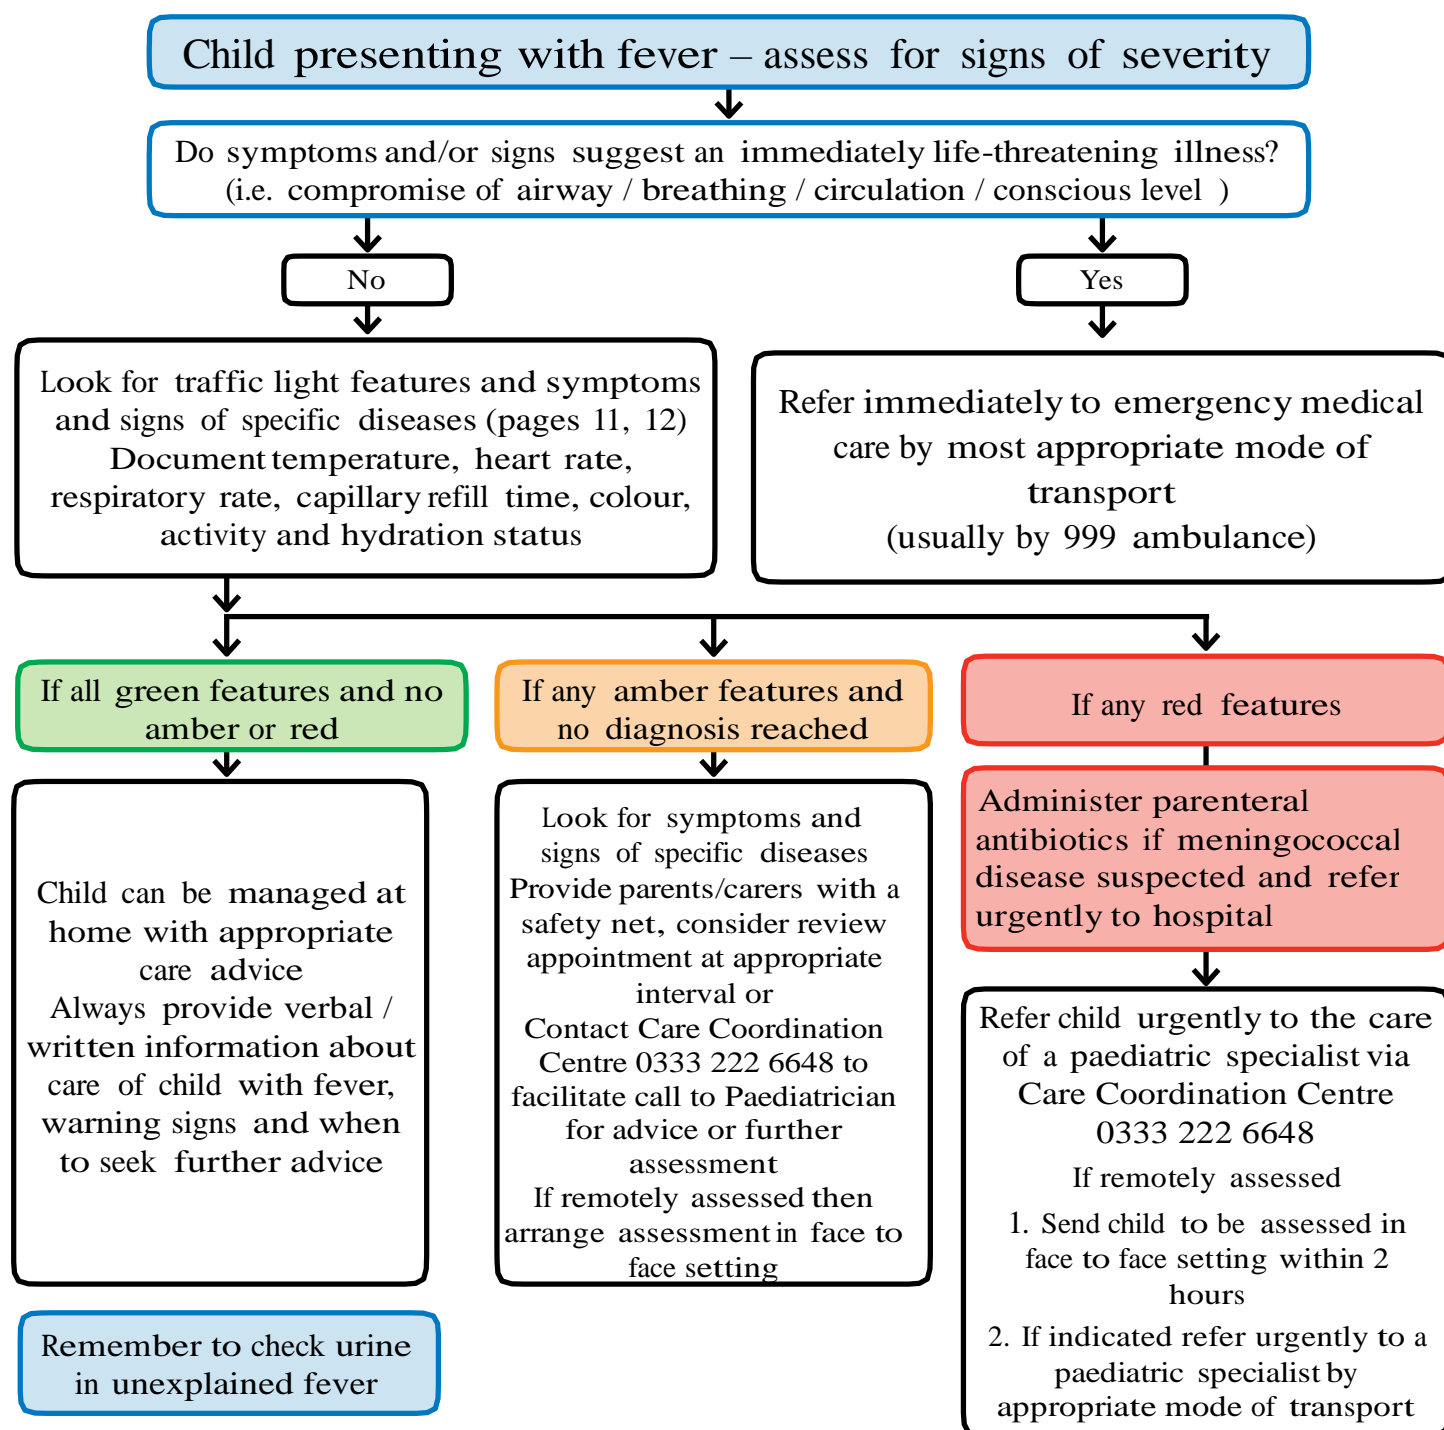 Child presenting with fever – assess for signs of severity
Do symptoms and/or signs suggest an immediately life-threatening illness?
(i.e. compromise of airway / breathing / circulation / conscious level )
No
Yes
Look for traffic light features and symptoms
and signs of specific diseases (pages 11, 12)
Document temperature, heart rate,
respiratory rate, capillary refill time, colour,
activity and hydration status
Refer immediately to emergency medical
care by most appropriate mode of
transport
(usually by 999 ambulance)
If all green features and no
amber or red
If any amber features and
no diagnosis reached
If any red features
Child can be managed at
home with appropriate
care advice
Always provide verbal /
written information about
care of child with fever,
warning signs and when
to seek further advice
Look for symptoms and
signs of specific diseases
Provide parents/carers with a
safety net, consider review
appointment at appropriate
interval or
Contact Care Coordination
Centre 0333 222 6648 to
facilitate call to Paediatrician
for advice or further
assessment
If remotely assessed then
arrange assessment in face to
face setting
Administer parenteral
antibiotics if meningococcal
disease suspected and refer
urgently to hospital
Refer child urgently to the care
of a paediatric specialist via
Care Coordination Centre
0333 222 6648
If remotely assessed
1. Send child to be assessed in
face to face setting within 2
hours
2. If indicated refer urgently to a
paediatric specialist by
appropriate mode of transport
Remember to check urine
in unexplained fever